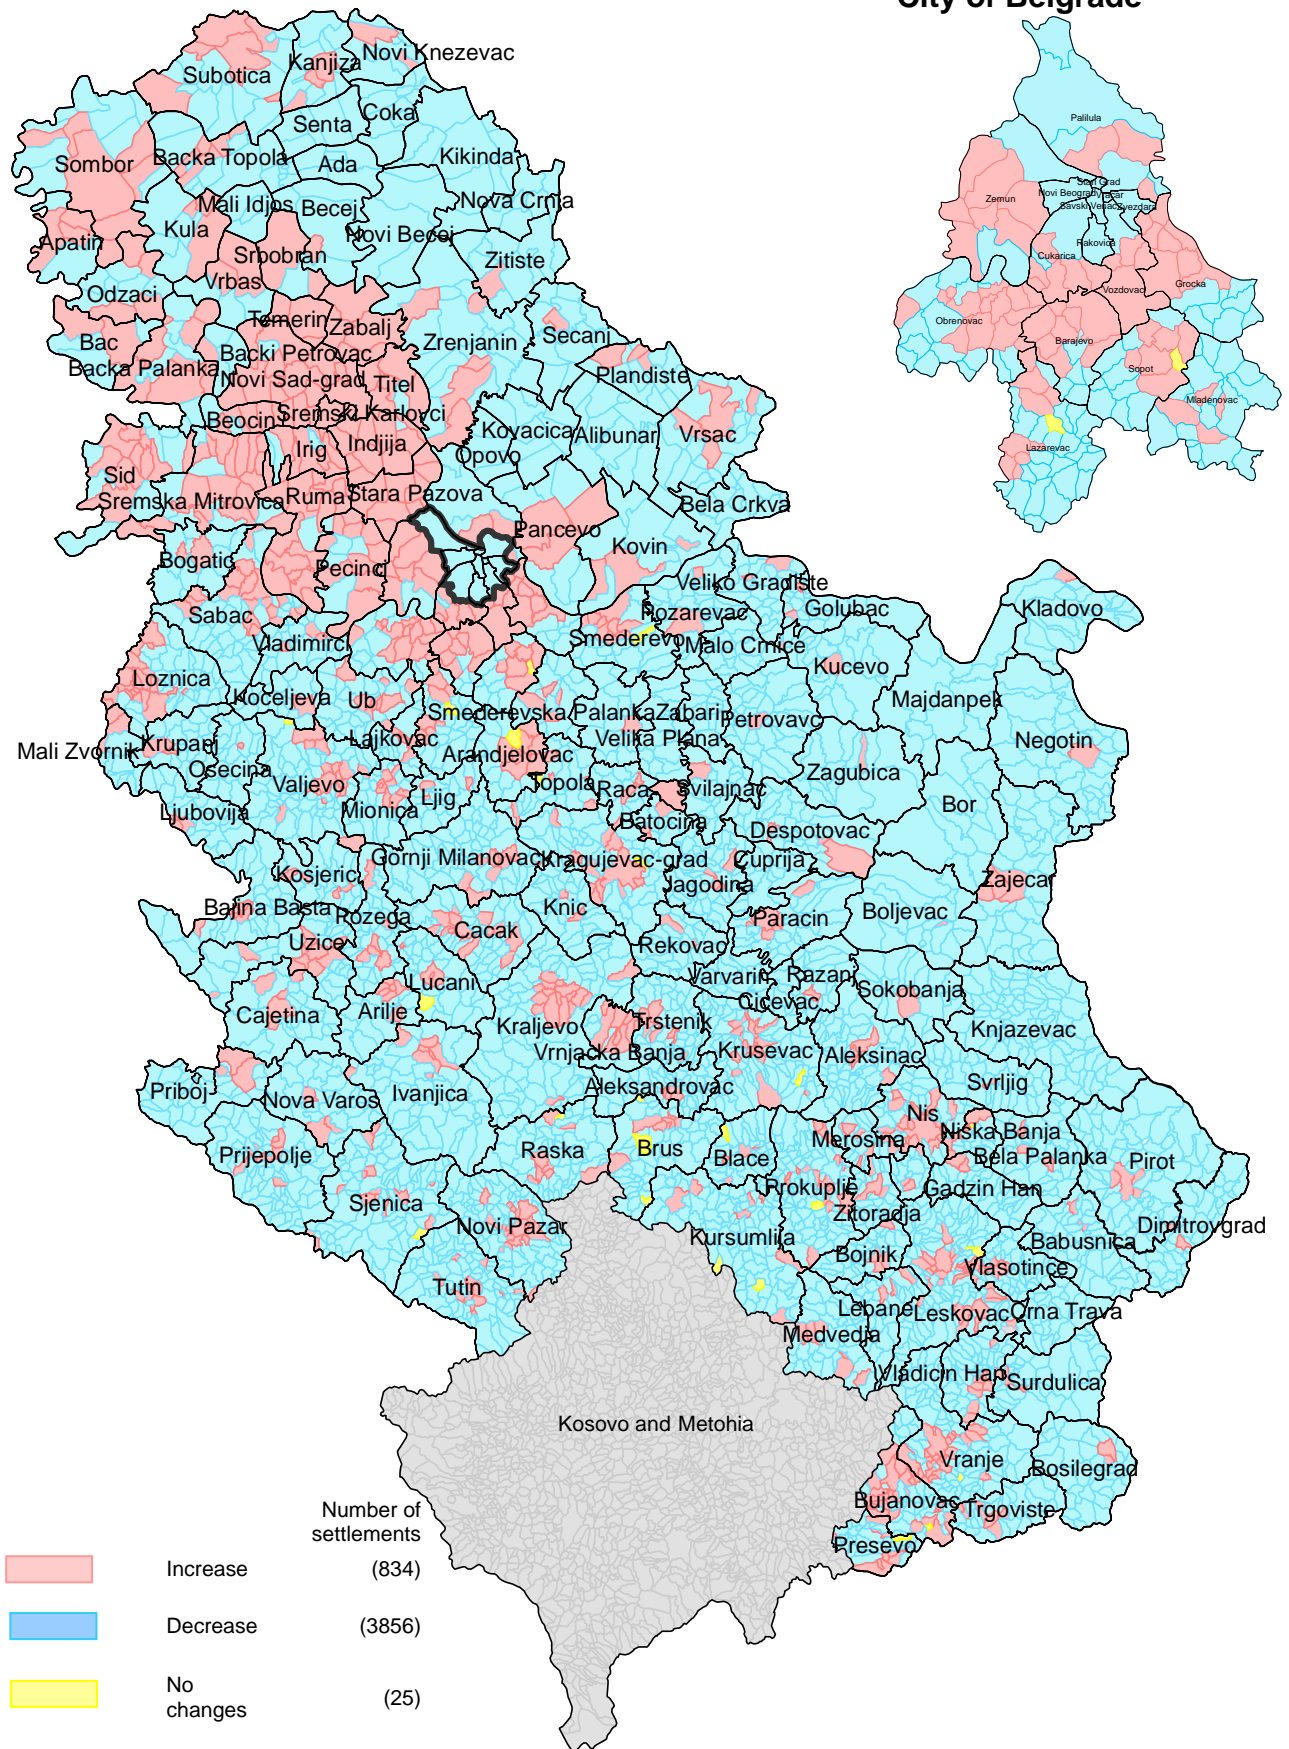 City of Belgrade
Subotica
Kanjiza
Novi Knezevac
Coka
Senta
Sombor
Backa Topola
Ada
Kikinda
Mali Idjos
Becej
Nova Crnja
Kula
Novi Becej
Apatin
Srbobran
Zitiste
Vrbas
Odzaci
Temerin
Zabalj
Zrenjanin
Secanj
Bac
Backi Petrovac
Backa Palanka
Novi Sad-grad
Titel
Plandiste
Beocin
Sremski Karlovci
Kovacica
Alibunar
Vrsac
Irig
Indjija
Opovo
Sid
Sremska Mitrovica
Ruma
Stara Pazova
Bela Crkva
Pancevo
Kovin
Bogatic
Pecinci
Veliko Gradiste
Sabac
Pozarevac
Golubac
Kladovo
Vladimirci
Smederevo
Malo Crnice
Loznica
Kucevo
Koceljeva
Ub
Majdanpek
Smederevska Palanka
Zabari
Petrovavc
Mali Zvornik
Krupanj
Lajkovac
Velika Plana
Negotin
Osecina
Arandjelovac
Valjevo
Topola
Raca
Svilajnac
Zagubica
Ljubovija
Mionica
Ljig
Bor
Batocina
Despotovac
Gornji Milanovac
Kragujevac-grad
Cuprija
Kosjeric
Jagodina
Zajecar
Bajina Basta
Pozega
Knic
Paracin
Boljevac
Uzice
Cacak
Rekovac
Lucani
Varvarin
Razanj
Cajetina
Arilje
Cicevac
Sokobanja
Kraljevo
Trstenik
Knjazevac
Vrnjacka Banja
Krusevac
Aleksinac
Priboj
Nova Varos
Ivanjica
Aleksandrovac
Svrljig
Nis
Prijepolje
Raska
Brus
Blace
Merosina
Niska Banja
Bela Palanka
Pirot
Sjenica
Prokuplje
Gadzin Han
Novi Pazar
Zitoradja
Kursumlija
Bojnik
Babusnica
Dimitrovgrad
Tutin
Vlasotince
Lebane
Leskovac
Crna Trava
Medvedja
Vladicin Han
Surdulica
Kosovo and Metohia
Vranje
Bosilegrad
Bujanovac
Trgoviste
Presevo
Palilula
Zemun
Stari Grad
Novi Beograd
Vracar
Savski Venac
Zvezdara
Rakovica
Cukarica
Vozdovac
Grocka
Obrenovac
Barajevo
Sopot
Mladenovac
Lazarevac
Number of
settlements
Increase (834)
Decrease (3856)
No
changes (25)